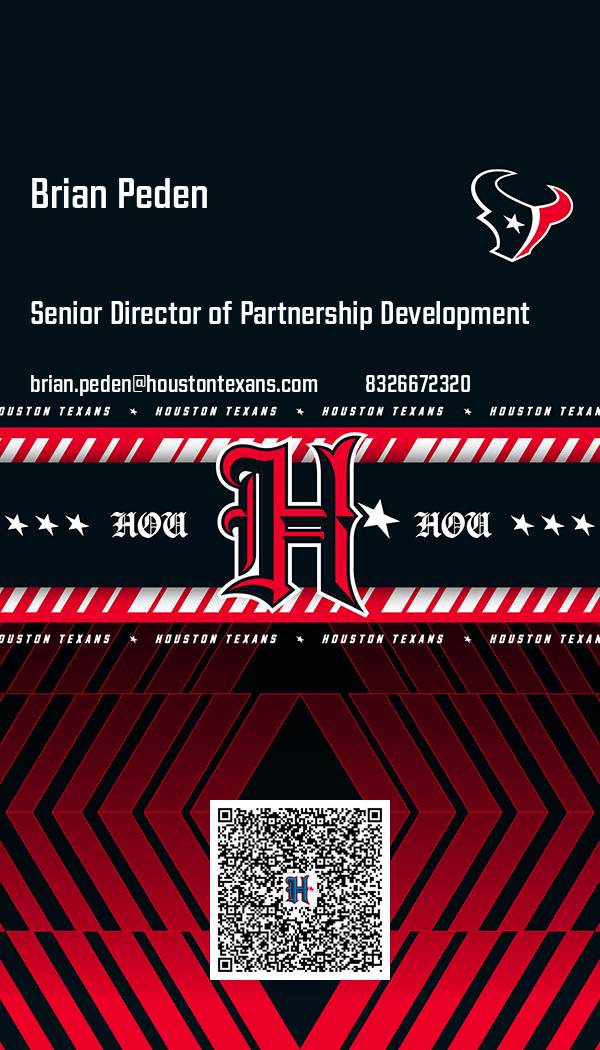 Brian Peden
Senior Director of Partnership Development
brian.peden@houstontexans.com 8326672320
OUSTON TEXANS HOUSTON TEXANS HOUSTON TEXANS HOUSTON TEXAN
HOU H HOU
OUSTON TEXANS HOUSTON TEXANS HOUSTON TEXANS HOUSTON TEXAN
H